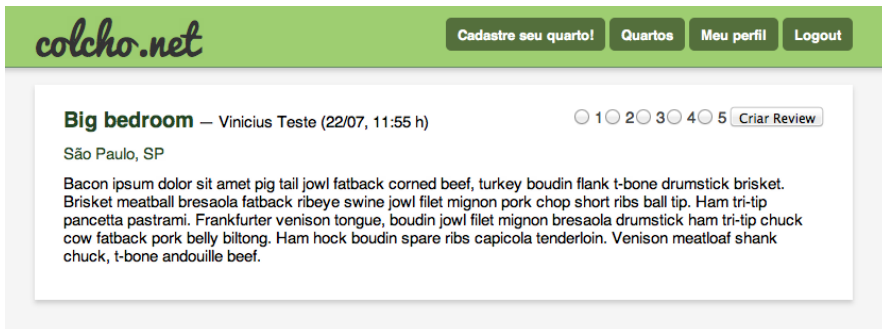 colcho.net
Cadastre seu quarto! Quartos Meu perfil Logout
Big bedroom — Vinicius Teste (22/07, 11:55 h)
1 2 3 4 5 Criar Review
São Paulo, SP
Bacon ipsum dolor sit amet pig tail jowl fatback corned beef, turkey boudin flank t-bone drumstick brisket.
Brisket meatball bresaola fatback ribeye swine jowl filet mignon pork chop short ribs ball tip. Ham tri-tip
pancetta pastrami. Frankfurter venison tongue, boudin jowl filet mignon bresaola drumstick ham tri-tip chuck
cow fatback pork belly biltong. Ham hock boudin spare ribs capicola tenderloin. Venison meatloaf shank
chuck, t-bone andouille beef.